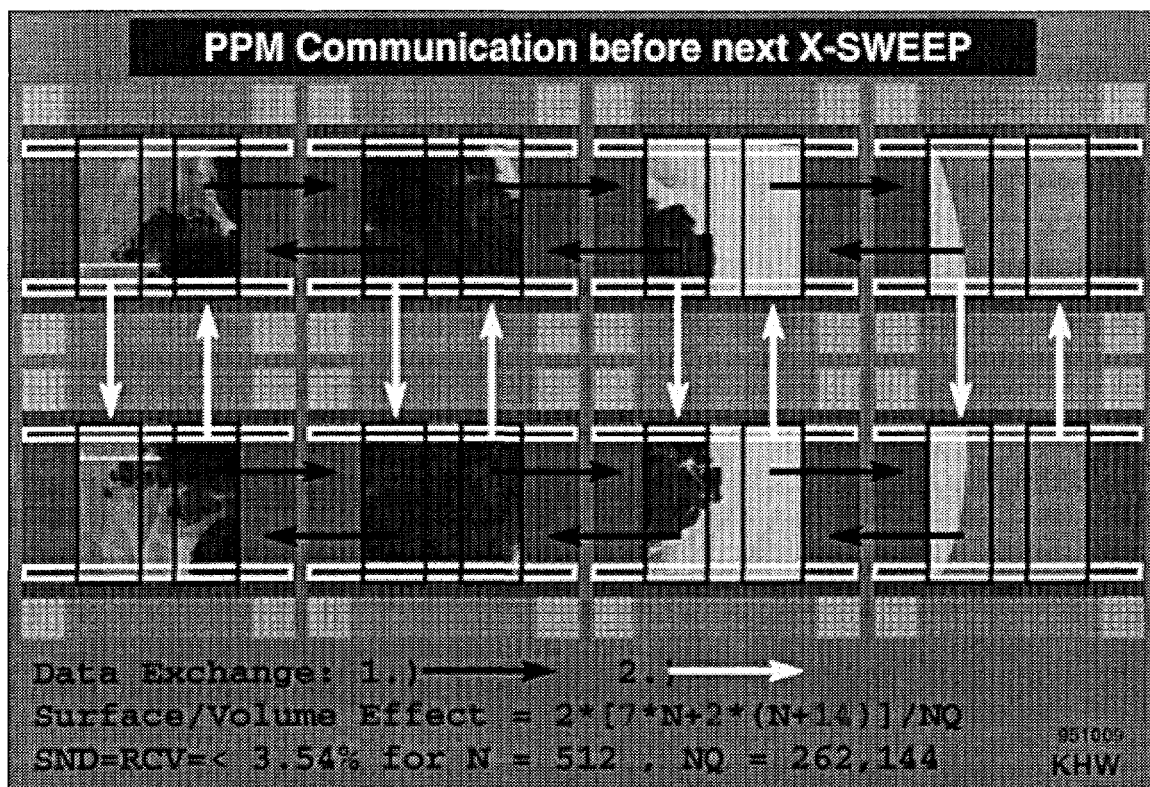 PPM Communication before next X-SWEEP
Data Exchange: 1.) 2.)
Surface/Volume Effect = 2*[7*N+2*(N+14)]/NQ
SND=RCV=< 3.54% for N = 512 , NQ = 262,144
951009
KHW